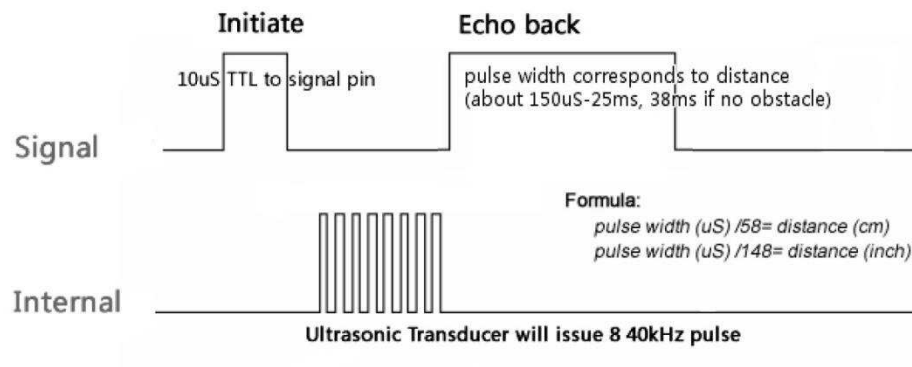 Initiate
Echo back
10uS TTL to signal pin
pulse width corresponds to distance
(about 150uS-25ms, 38ms if no obstacle)
Signal
Formula:
pulse width (uS) /58= distance (cm)
pulse width (uS) /148= distance (inch)
Internal
Ultrasonic Transducer will issue 8 40kHz pulse